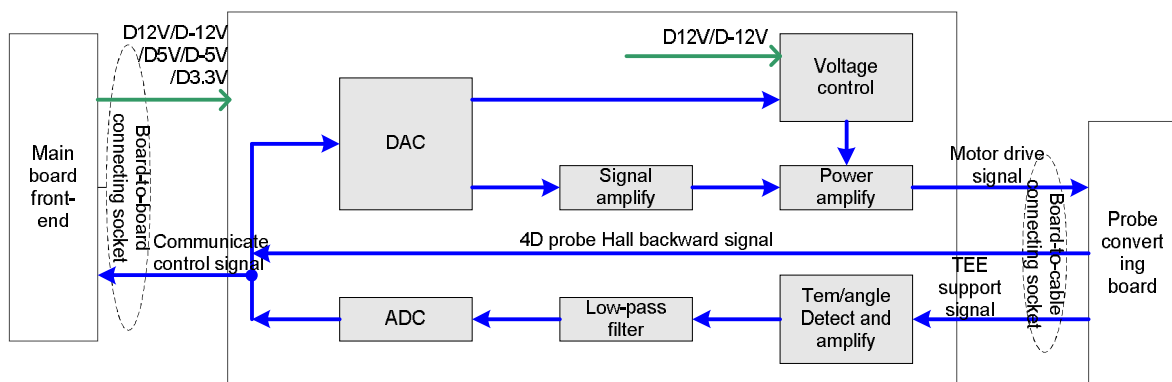 D12V/D-12V
/D5V/D-5V
/D3.3V
Main
board
front-
end
Board-to-board
connecting socket
Communicate
control signal
DAC
D12V/D-12V
Voltage
control
Signal
amplify
Power
amplify
Motor drive
signal
4D probe Hall backward signal
TEE
support
signal
ADC
Low-pass
filter
Tem/angle
Detect and
amplify
Board-to-cable
connecting socket
Probe
convert
ing
board